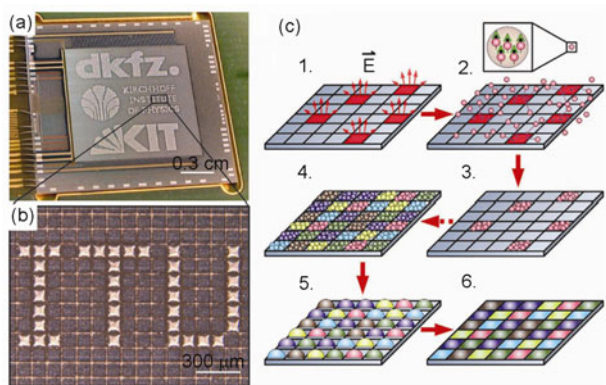 (a)
dkfz.
KIRCHHOFF
INSTITUTE
OF PHYSICS
KIT
0.3 cm
(b)
300 μm
(c)
1.
E
2.
4.
3.
5.
6.